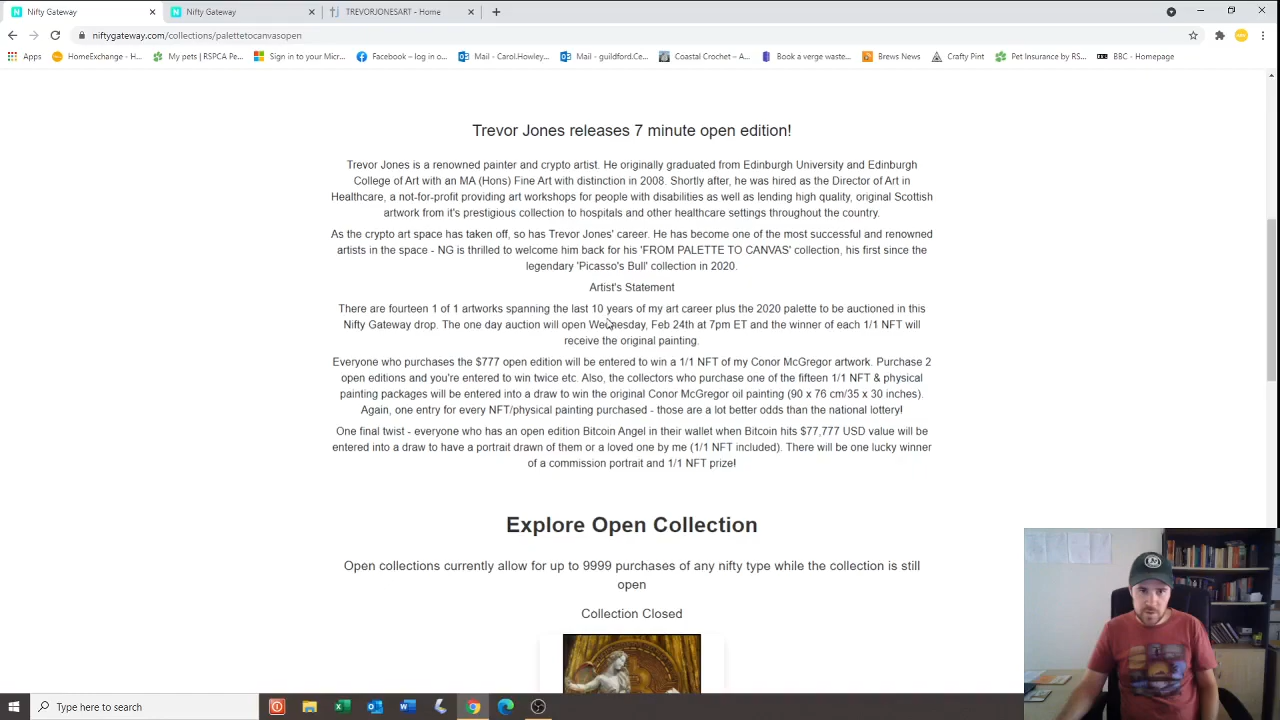 Nifty Gateway
Nifty Gateway
TREVORJONESART - Home
niftygateway.com/collections/palettetocanvasopen
Apps
HomeExchange - H...
My pets | RSPCA Pe...
Sign in to your Micr...
Facebook – log in o...
Mail - Carol.Howley...
Mail - guildford.Ce...
Coastal Crochet – A...
Book a verge waste...
Brews News
Crafty Pint
Pet Insurance by RS...
BBC - Homepage
Trevor Jones releases 7 minute open edition!
Trevor Jones is a renowned painter and crypto artist. He originally graduated from Edinburgh University and Edinburgh
College of Art with an MA (Hons) Fine Art with distinction in 2008. Shortly after, he was hired as the Director of Art in
Healthcare, a not-for-profit providing art workshops for people with disabilities as well as lending high quality, original Scottish
artwork from it's prestigious collection to hospitals and other healthcare settings throughout the country.
As the crypto art space has taken off, so has Trevor Jones' career. He has become one of the most successful and renowned
artists in the space - NG is thrilled to welcome him back for his 'FROM PALETTE TO CANVAS' collection, his first since the
legendary 'Picasso's Bull' collection in 2020.
Artist's Statement
There are fourteen 1 of 1 artworks spanning the last 10 years of my art career plus the 2020 palette to be auctioned in this
Nifty Gateway drop. The one day auction will open Wednesday, Feb 24th at 7pm ET and the winner of each 1/1 NFT will
receive the original painting.
Everyone who purchases the $777 open edition will be entered to win a 1/1 NFT of my Conor McGregor artwork. Purchase 2
open editions and you're entered to win twice etc. Also, the collectors who purchase one of the fifteen 1/1 NFT & physical
painting packages will be entered into a draw to win the original Conor McGregor oil painting (90 x 76 cm/35 x 30 inches).
Again, one entry for every NFT/physical painting purchased - those are a lot better odds than the national lottery!
One final twist - everyone who has an open edition Bitcoin Angel in their wallet when Bitcoin hits $77,777 USD value will be
entered into a draw to have a portrait drawn of them or a loved one by me (1/1 NFT included). There will be one lucky winner
of a commission portrait and 1/1 NFT prize!
Explore Open Collection
Open collections currently allow for up to 9999 purchases of any nifty type while the collection is still
open
Collection Closed
Type here to search